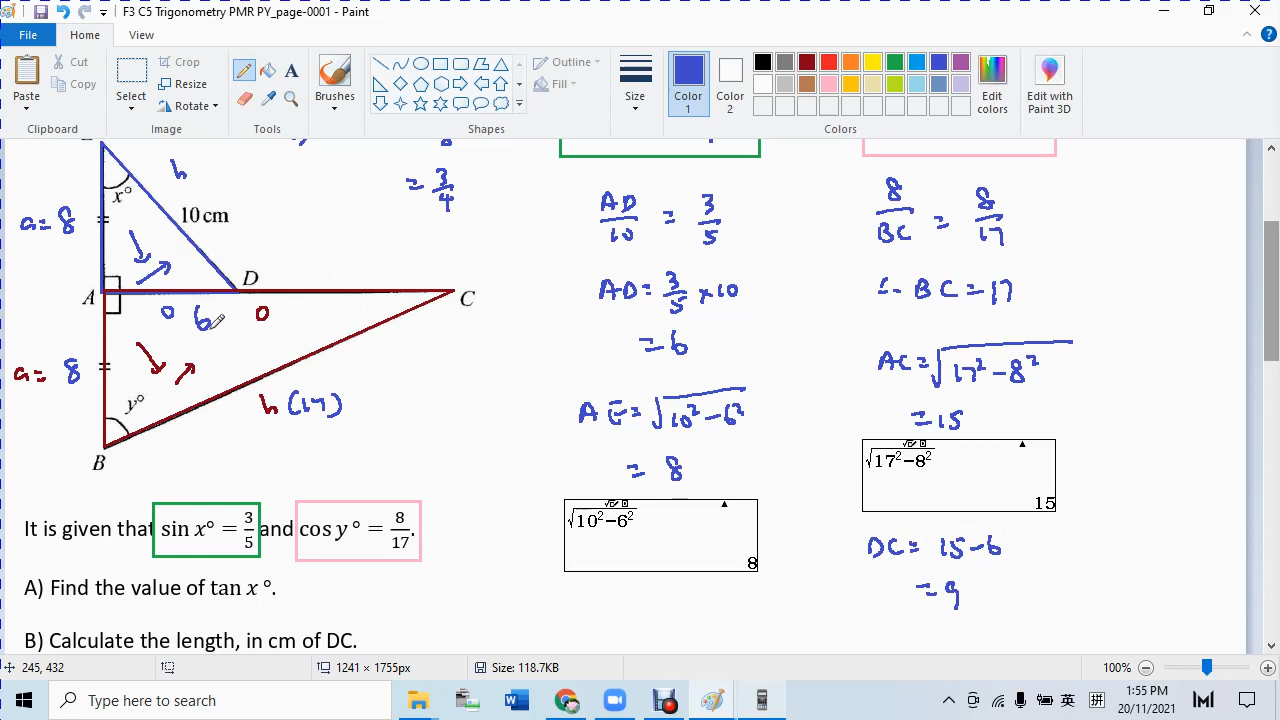 F3 C5 Trigonometry PMR PY_page-0001 - Paint
File
Home
View
Paste
Cut
Copy
Clipboard
Select
Crop
Resize
Rotate
Image
A
Tools
Brushes
Shapes
Outline
Fill
Size
Color 1
Color 2
Colors
Edit colors
Edit with Paint 3D
= 3/4
h
x°
a = 8
10 cm
D
A
C
o 6
o
a = 8
y°
h (17)
B
AD/10 = 3/5
AD = 3/5 × 10
= 6
AE = √10² − 6²
= 8
√10²−6²
8
8/BC = 8/17
∴ BC = 17
AC = √17² − 8²
= 15
√17²−8²
15
DC = 15 − 6
= 9
It is given that sin x° = 3/5 and cos y° = 8/17.
A) Find the value of tan x°.
B) Calculate the length, in cm of DC.
245, 432
1241 × 1755px
Size: 118.7KB
100%
Type here to search
英
拼
1:55 PM
20/11/2021